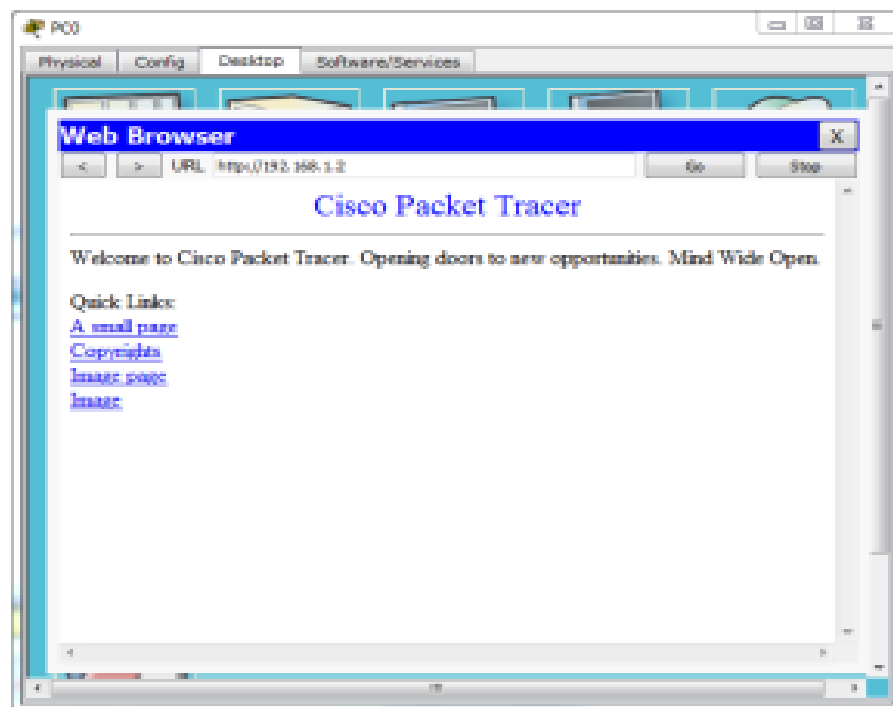 PC0
Physical Config Desktop Software/Services
Web Browser X
< > URL http://192.168.1.2 Go Stop
Cisco Packet Tracer
Welcome to Cisco Packet Tracer. Opening doors to new opportunities. Mind Wide Open.
Quick Links:
A small page
Copyrights
Image page
Image